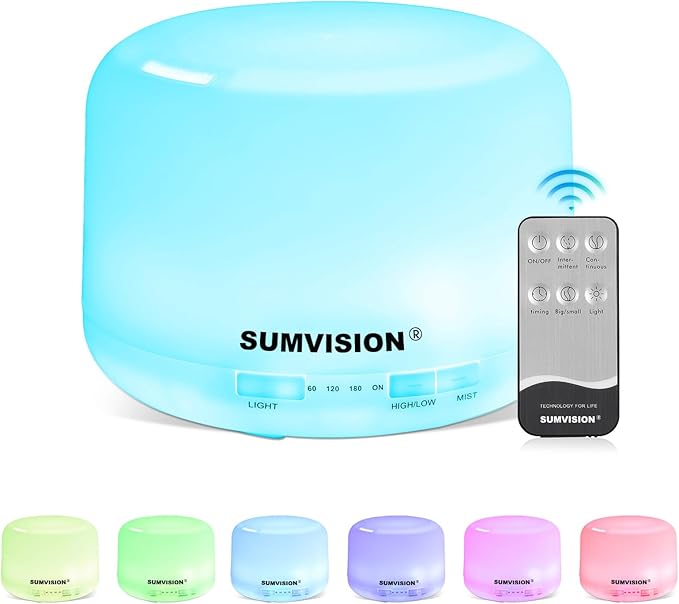 SUMVISION®
LIGHT
60 120 180 ON
HIGH/LOW
MIST
ON/OFF
Inter-
mittent
Con-
tinuous
timing
Big/small
Light
TECHNOLOGY FOR LIFE
SUMVISION®
SUMVISION®
SUMVISION®
SUMVISION®
SUMVISION®
SUMVISION®
SUMVISION®